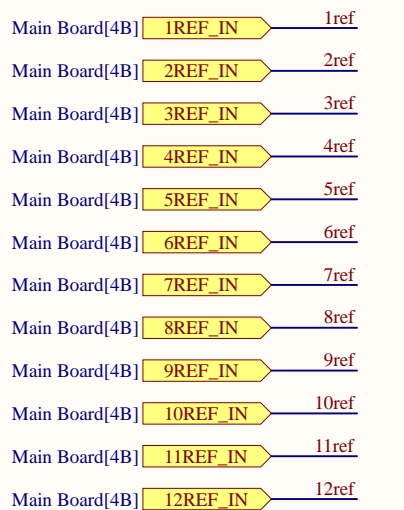 Main Board[4B] 1REF_IN 1ref
Main Board[4B] 2REF_IN 2ref
Main Board[4B] 3REF_IN 3ref
Main Board[4B] 4REF_IN 4ref
Main Board[4B] 5REF_IN 5ref
Main Board[4B] 6REF_IN 6ref
Main Board[4B] 7REF_IN 7ref
Main Board[4B] 8REF_IN 8ref
Main Board[4B] 9REF_IN 9ref
Main Board[4B] 10REF_IN 10ref
Main Board[4B] 11REF_IN 11ref
Main Board[4B] 12REF_IN 12ref